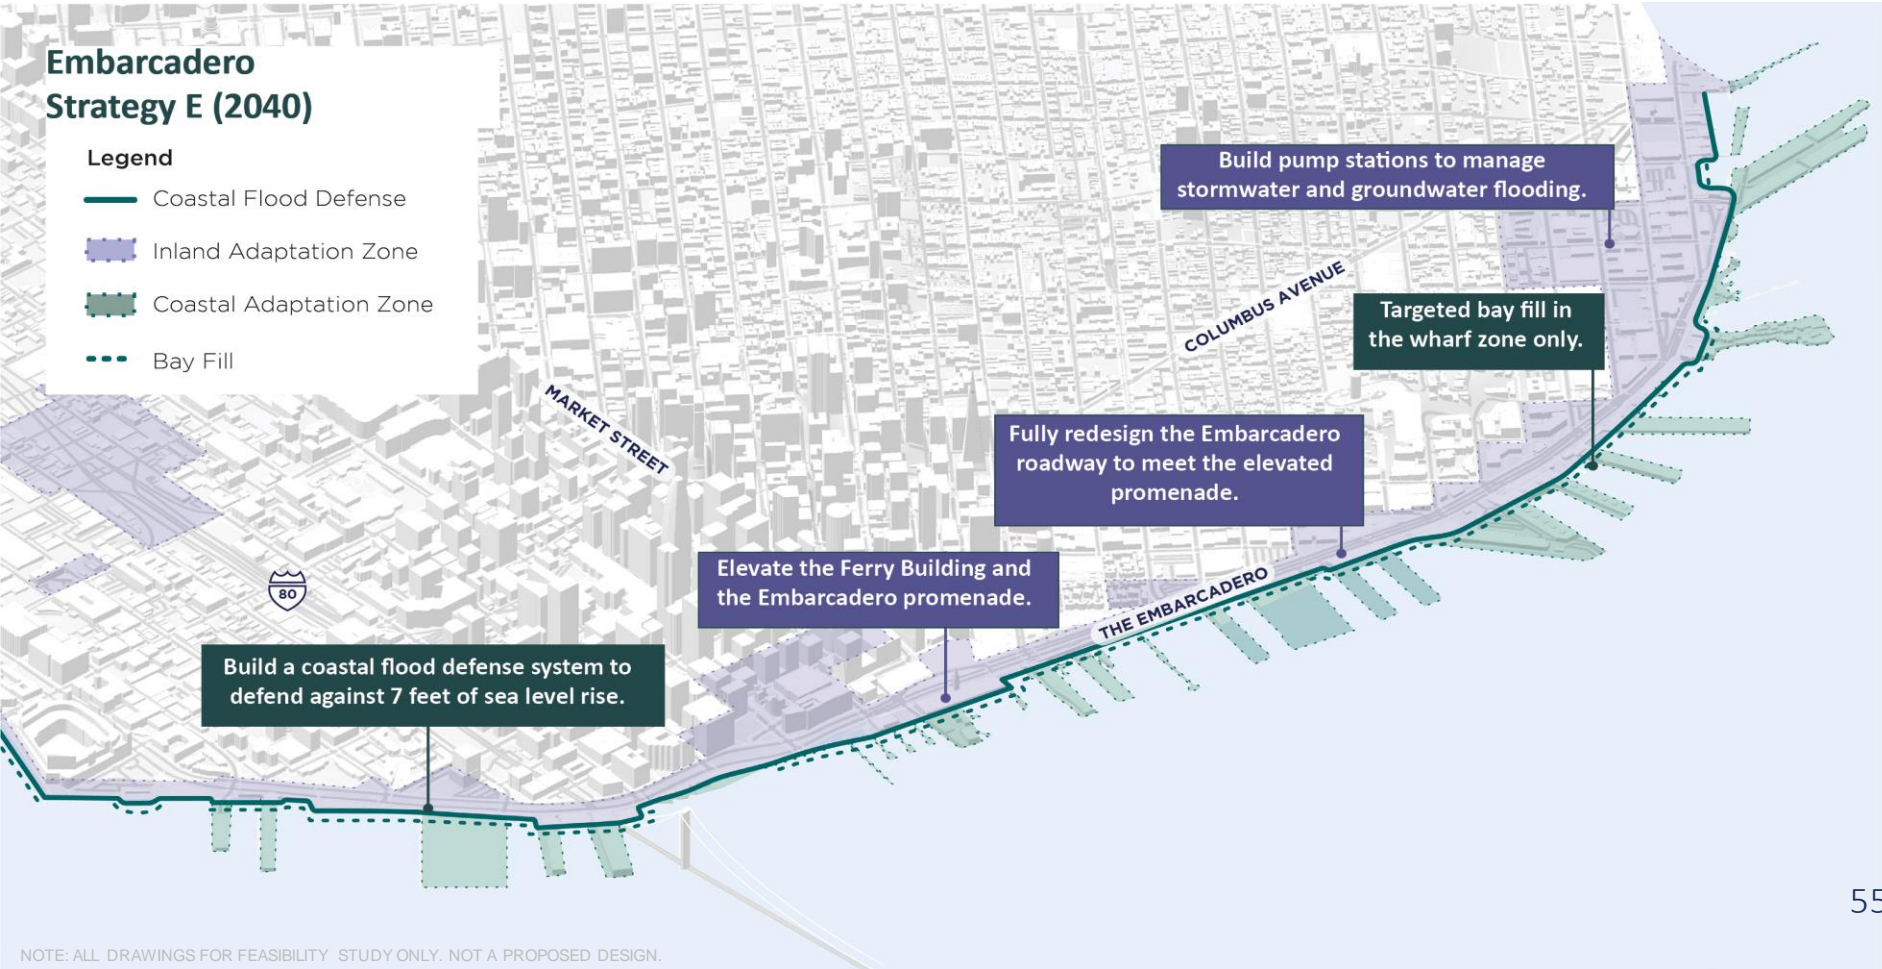 Embarcadero
Strategy E (2040)
Legend
Coastal Flood Defense
Inland Adaptation Zone
Coastal Adaptation Zone
Bay Fill
Build pump stations to manage
stormwater and groundwater flooding.
COLUMBUS AVENUE
Targeted bay fill in
the wharf zone only.
MARKET STREET
Fully redesign the Embarcadero
roadway to meet the elevated
promenade.
Elevate the Ferry Building and
the Embarcadero promenade.
THE EMBARCADERO
80
Build a coastal flood defense system to
defend against 7 feet of sea level rise.
55
NOTE: ALL DRAWINGS FOR FEASIBILITY STUDY ONLY. NOT A PROPOSED DESIGN.